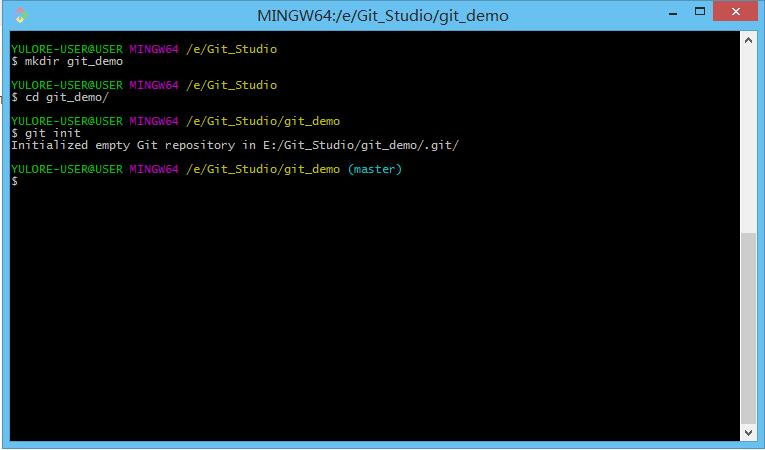 MINGW64:/e/Git_Studio/git_demo
YULORE-USER@USER MINGW64 /e/Git_Studio
$ mkdir git_demo
YULORE-USER@USER MINGW64 /e/Git_Studio
$ cd git_demo/
YULORE-USER@USER MINGW64 /e/Git_Studio/git_demo
$ git init
Initialized empty Git repository in E:/Git_Studio/git_demo/.git/
YULORE-USER@USER MINGW64 /e/Git_Studio/git_demo (master)
$